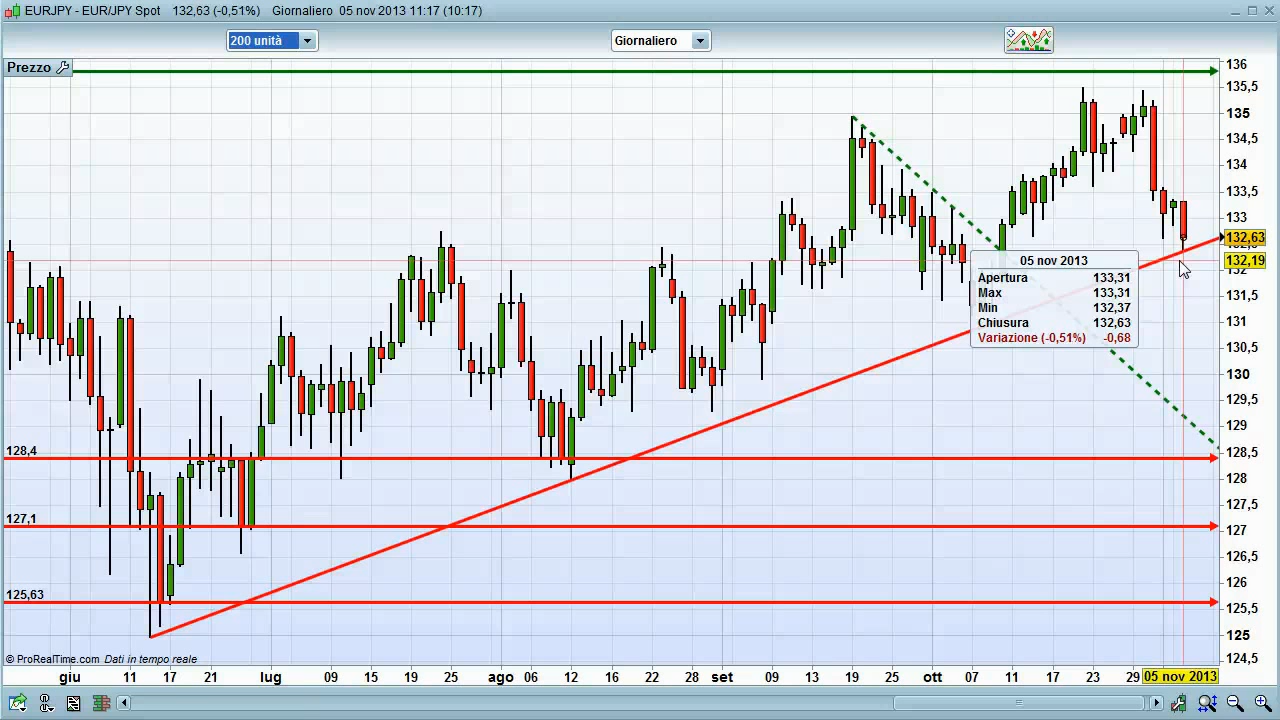 EURJPY - EUR/JPY Spot 132,63 (-0,51%) Giornaliero 05 nov 2013 11:17 (10:17)
200 unità Giornaliero
Prezzo
136
135,5
135
134,5
134
133,5
133
132,63
132,19
132
131,5
131
130,5
130
129,5
129
128,5
128
127,5
127
126,5
126
125,5
125
124,5
05 nov 2013
Apertura 133,31
Max 133,31
Min 132,37
Chiusura 132,63
Variazione (-0,51%) -0,68
128,4
127,1
125,63
© ProRealTime.com Dati in tempo reale
giu 11 17 21 lug 09 15 19 25 ago 06 12 16 22 28 set 09 13 19 25 ott 07 11 17 23 29 05 nov 2013